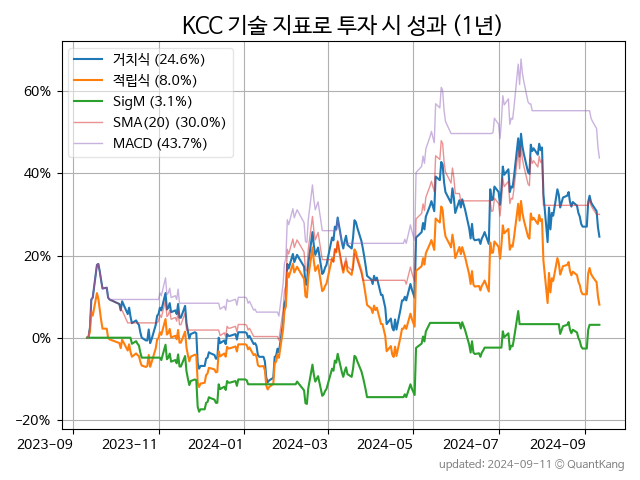 KCC 기술 지표로 투자 시 성과 (1년)
거치식 (24.6%)
적립식 (8.0%)
SigM (3.1%)
SMA(20) (30.0%)
MACD (43.7%)
60%
40%
20%
0%
−20%
2023-09 2023-11 2024-01 2024-03 2024-05 2024-07 2024-09
updated: 2024-09-11 ⓒ QuantKang